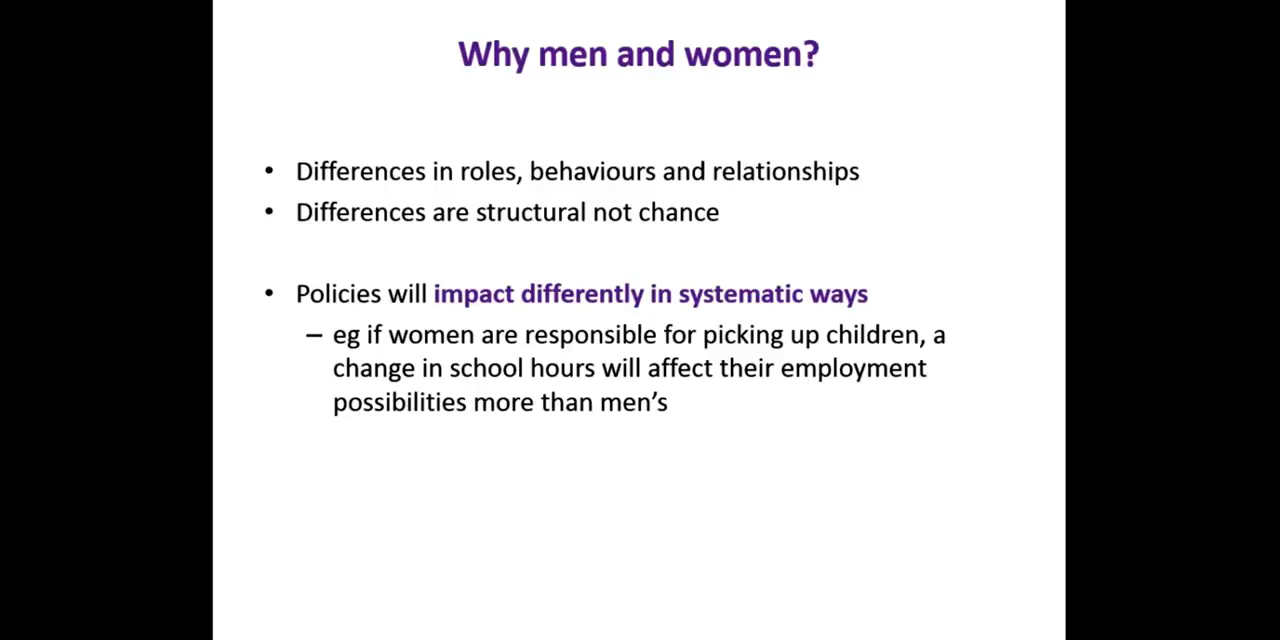 Why men and women?
• Differences in roles, behaviours and relationships
• Differences are structural not chance
• Policies will impact differently in systematic ways
– eg if women are responsible for picking up children, a
change in school hours will affect their employment
possibilities more than men’s